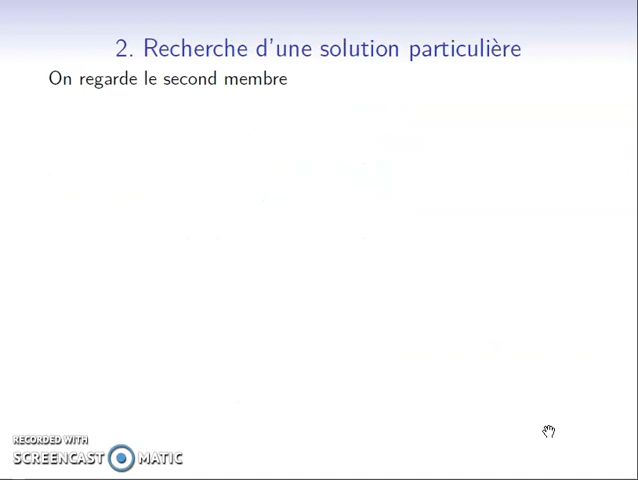 2. Recherche d'une solution particulière
On regarde le second membre
RECORDED WITH
SCREENCAST MATIC